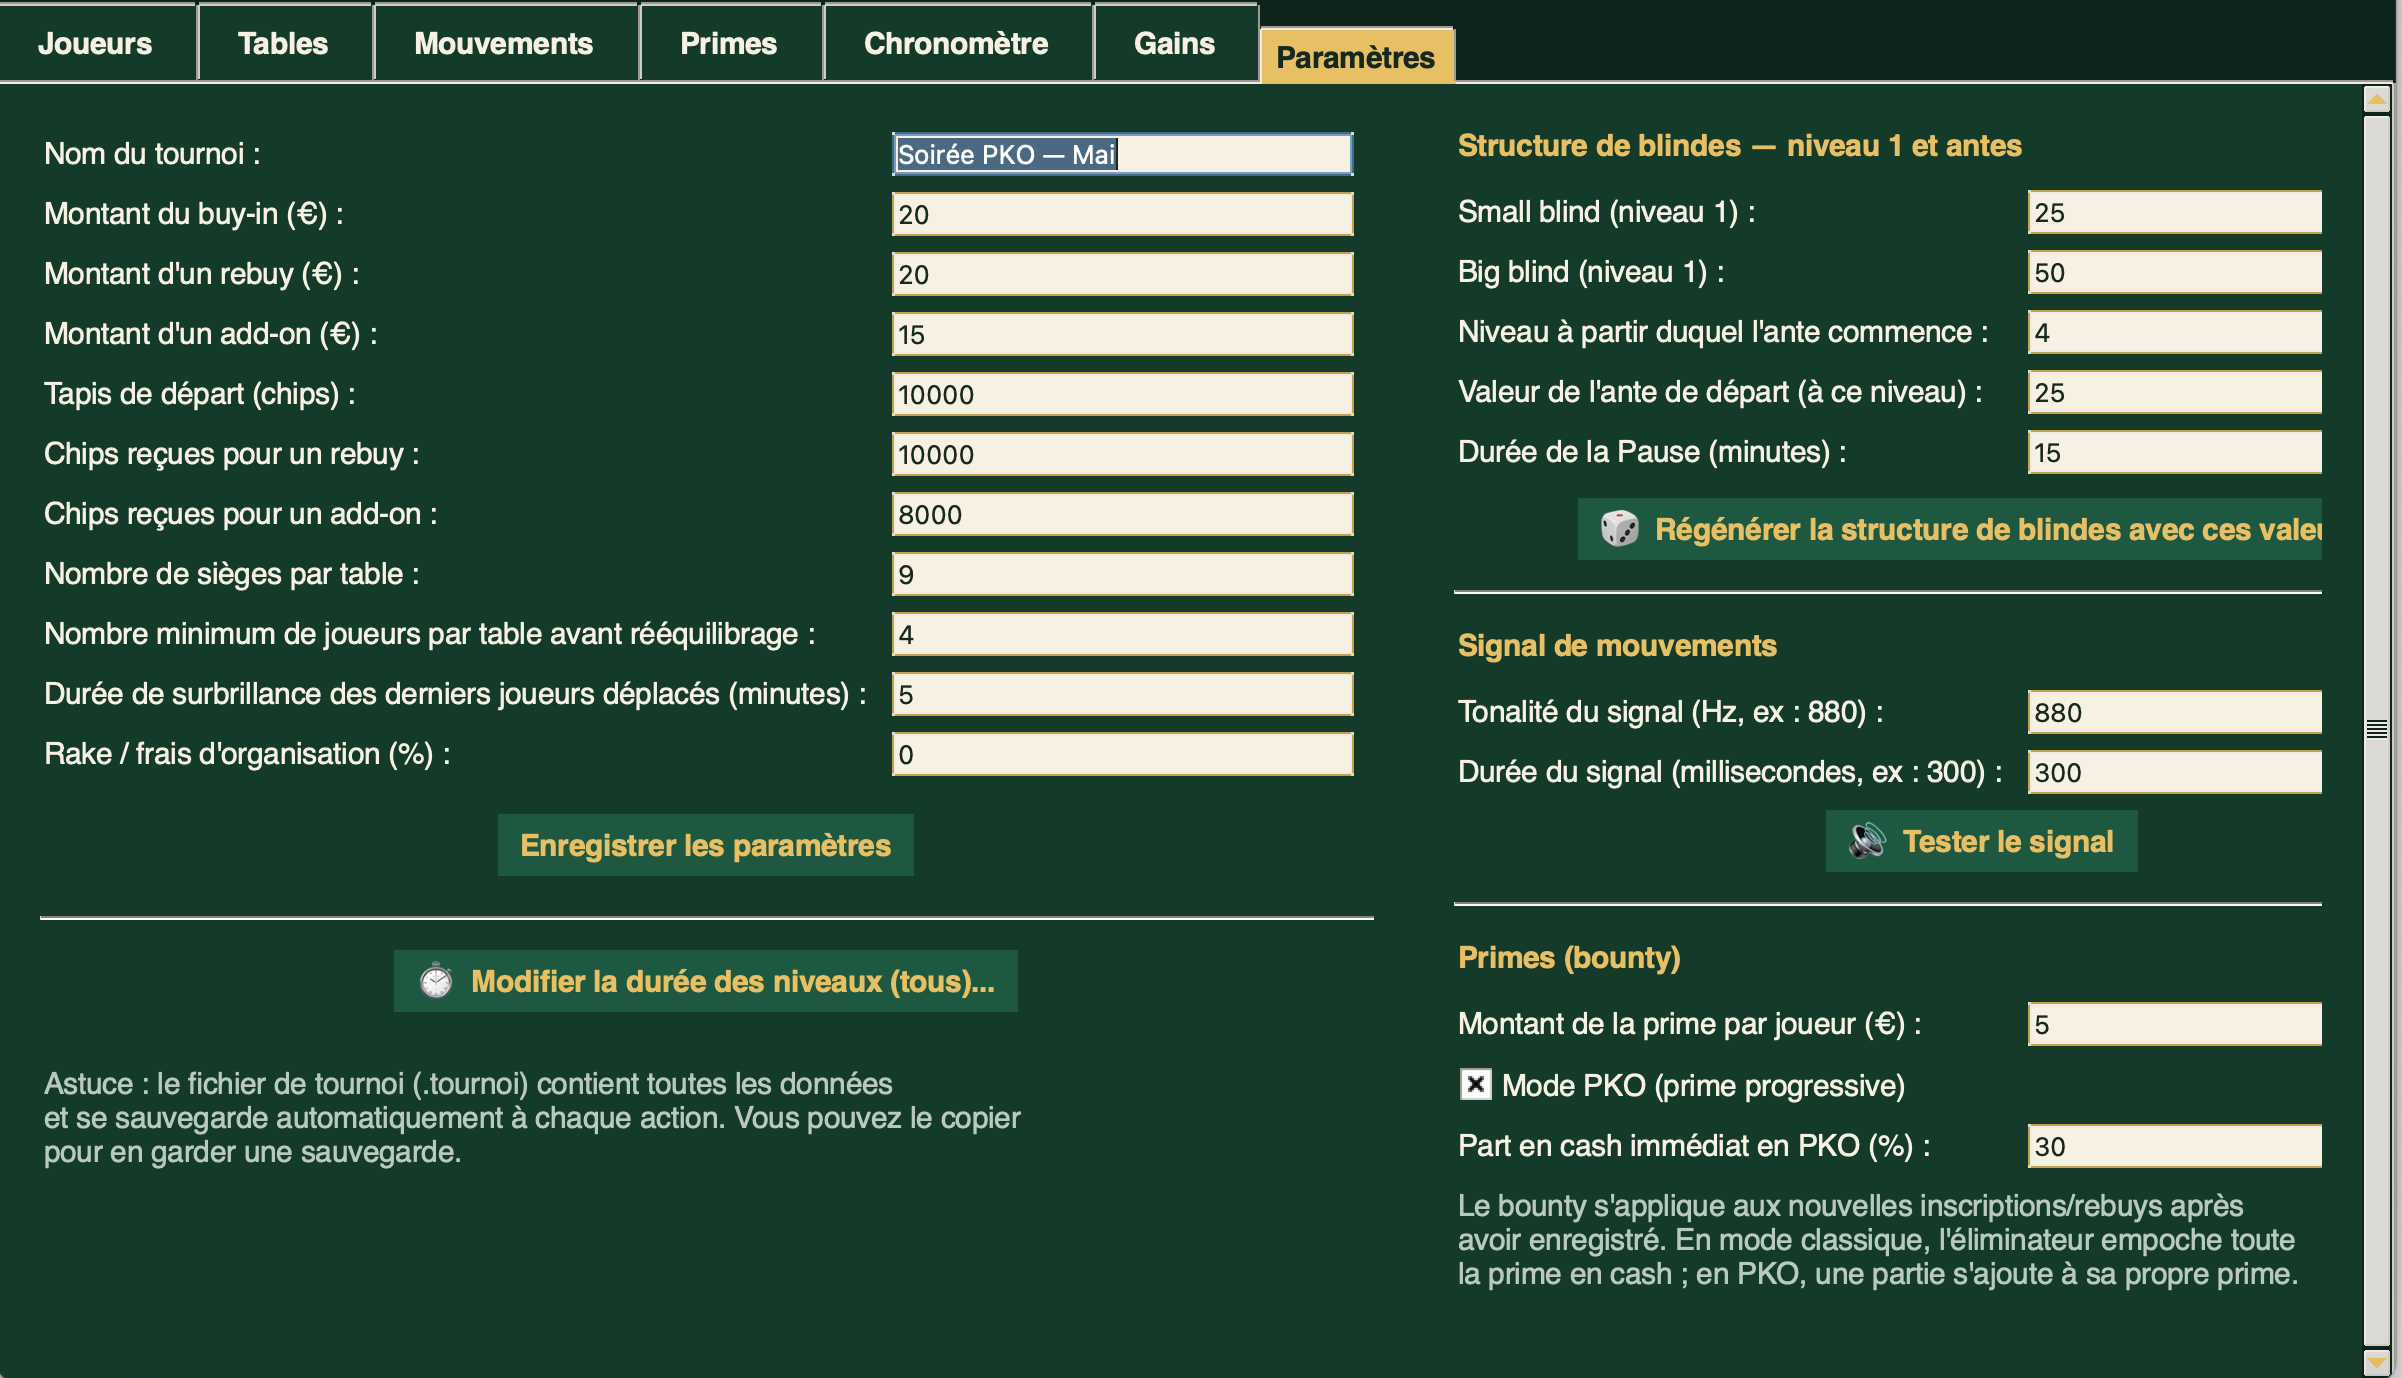 Joueurs
Tables
Mouvements
Primes
Chronomètre
Gains
Paramètres
Nom du tournoi : Soirée PKO — Mai
Montant du buy-in (€) : 20
Montant d'un rebuy (€) : 20
Montant d'un add-on (€) : 15
Tapis de départ (chips) : 10000
Chips reçues pour un rebuy : 10000
Chips reçues pour un add-on : 8000
Nombre de sièges par table : 9
Nombre minimum de joueurs par table avant rééquilibrage : 4
Durée de surbrillance des derniers joueurs déplacés (minutes) : 5
Rake / frais d'organisation (%) : 0
Enregistrer les paramètres
Modifier la durée des niveaux (tous)...
Astuce : le fichier de tournoi (.tournoi) contient toutes les données
et se sauvegarde automatiquement à chaque action. Vous pouvez le copier
pour en garder une sauvegarde.
Structure de blindes — niveau 1 et antes
Small blind (niveau 1) : 25
Big blind (niveau 1) : 50
Niveau à partir duquel l'ante commence : 4
Valeur de l'ante de départ (à ce niveau) : 25
Durée de la Pause (minutes) : 15
Régénérer la structure de blindes avec ces
Signal de mouvements
Tonalité du signal (Hz, ex : 880) : 880
Durée du signal (millisecondes, ex : 300) : 300
Tester le signal
Primes (bounty)
Montant de la prime par joueur (€) : 5
Mode PKO (prime progressive)
Part en cash immédiat en PKO (%) : 30
Le bounty s'applique aux nouvelles inscriptions/rebuys après
avoir enregistré. En mode classique, l'éliminateur empoche toute
la prime en cash ; en PKO, une partie s'ajoute à sa propre prime.